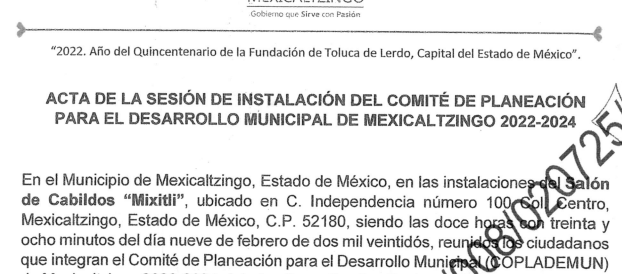 Gobierno que Sirve con Pasión
"2022. Año del Quincentenario de la Fundación de Toluca de Lerdo, Capital del Estado de México".
ACTA DE LA SESIÓN DE INSTALACIÓN DEL COMITÉ DE PLANEACIÓN
PARA EL DESARROLLO MUNICIPAL DE MEXICALTZINGO 2022-2024
En el Municipio de Mexicaltzingo, Estado de México, en las instalaciones del Salón
de Cabildos "Mixitli", ubicado en C. Independencia número 100 Col. Centro,
Mexicaltzingo, Estado de México, C.P. 52180, siendo las doce horas con treinta y
ocho minutos del día nueve de febrero de dos mil veintidós, reunidos los ciudadanos
que integran el Comité de Planeación para el Desarrollo Municipal (COPLADEMUN)